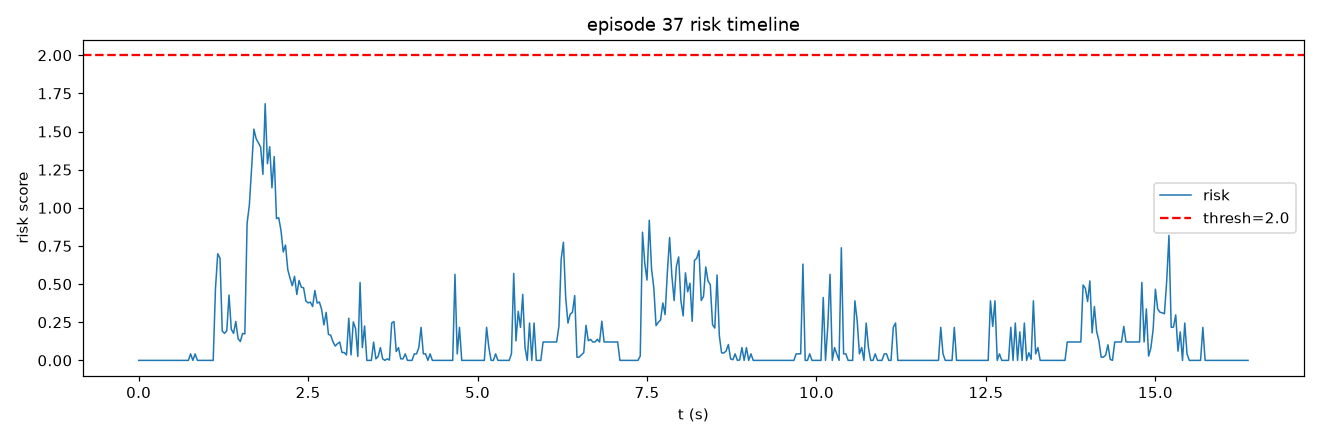 episode 37 risk timeline
2.00
1.75
1.50
1.25
1.00
0.75
0.50
0.25
0.00
risk score
risk
thresh=2.0
0.0 2.5 5.0 7.5 10.0 12.5 15.0
t (s)